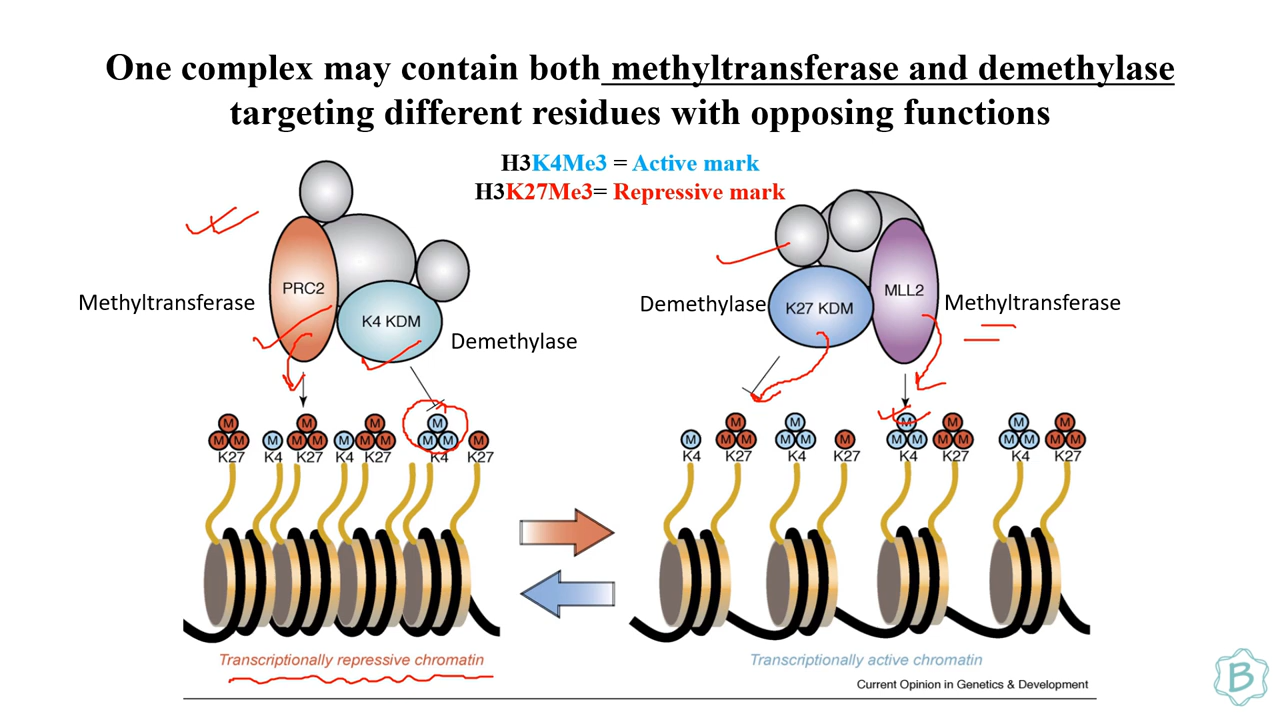 One complex may contain both methyltransferase and demethylase
targeting different residues with opposing functions
H3K4Me3 = Active mark
H3K27Me3= Repressive mark
PRC2
Methyltransferase
K4 KDM
Demethylase
Demethylase
K27 KDM
MLL2
Methyltransferase
M M M M M M M M M M M M M M M M
K27 K4 K27 K4 K27 K4 K27
M M M M M M M M M M M M M M M M M M M M M M M M
K4 K27 K4 K27 K4 K27 K4 K27
Transcriptionally repressive chromatin
Transcriptionally active chromatin
Current Opinion in Genetics & Development
B